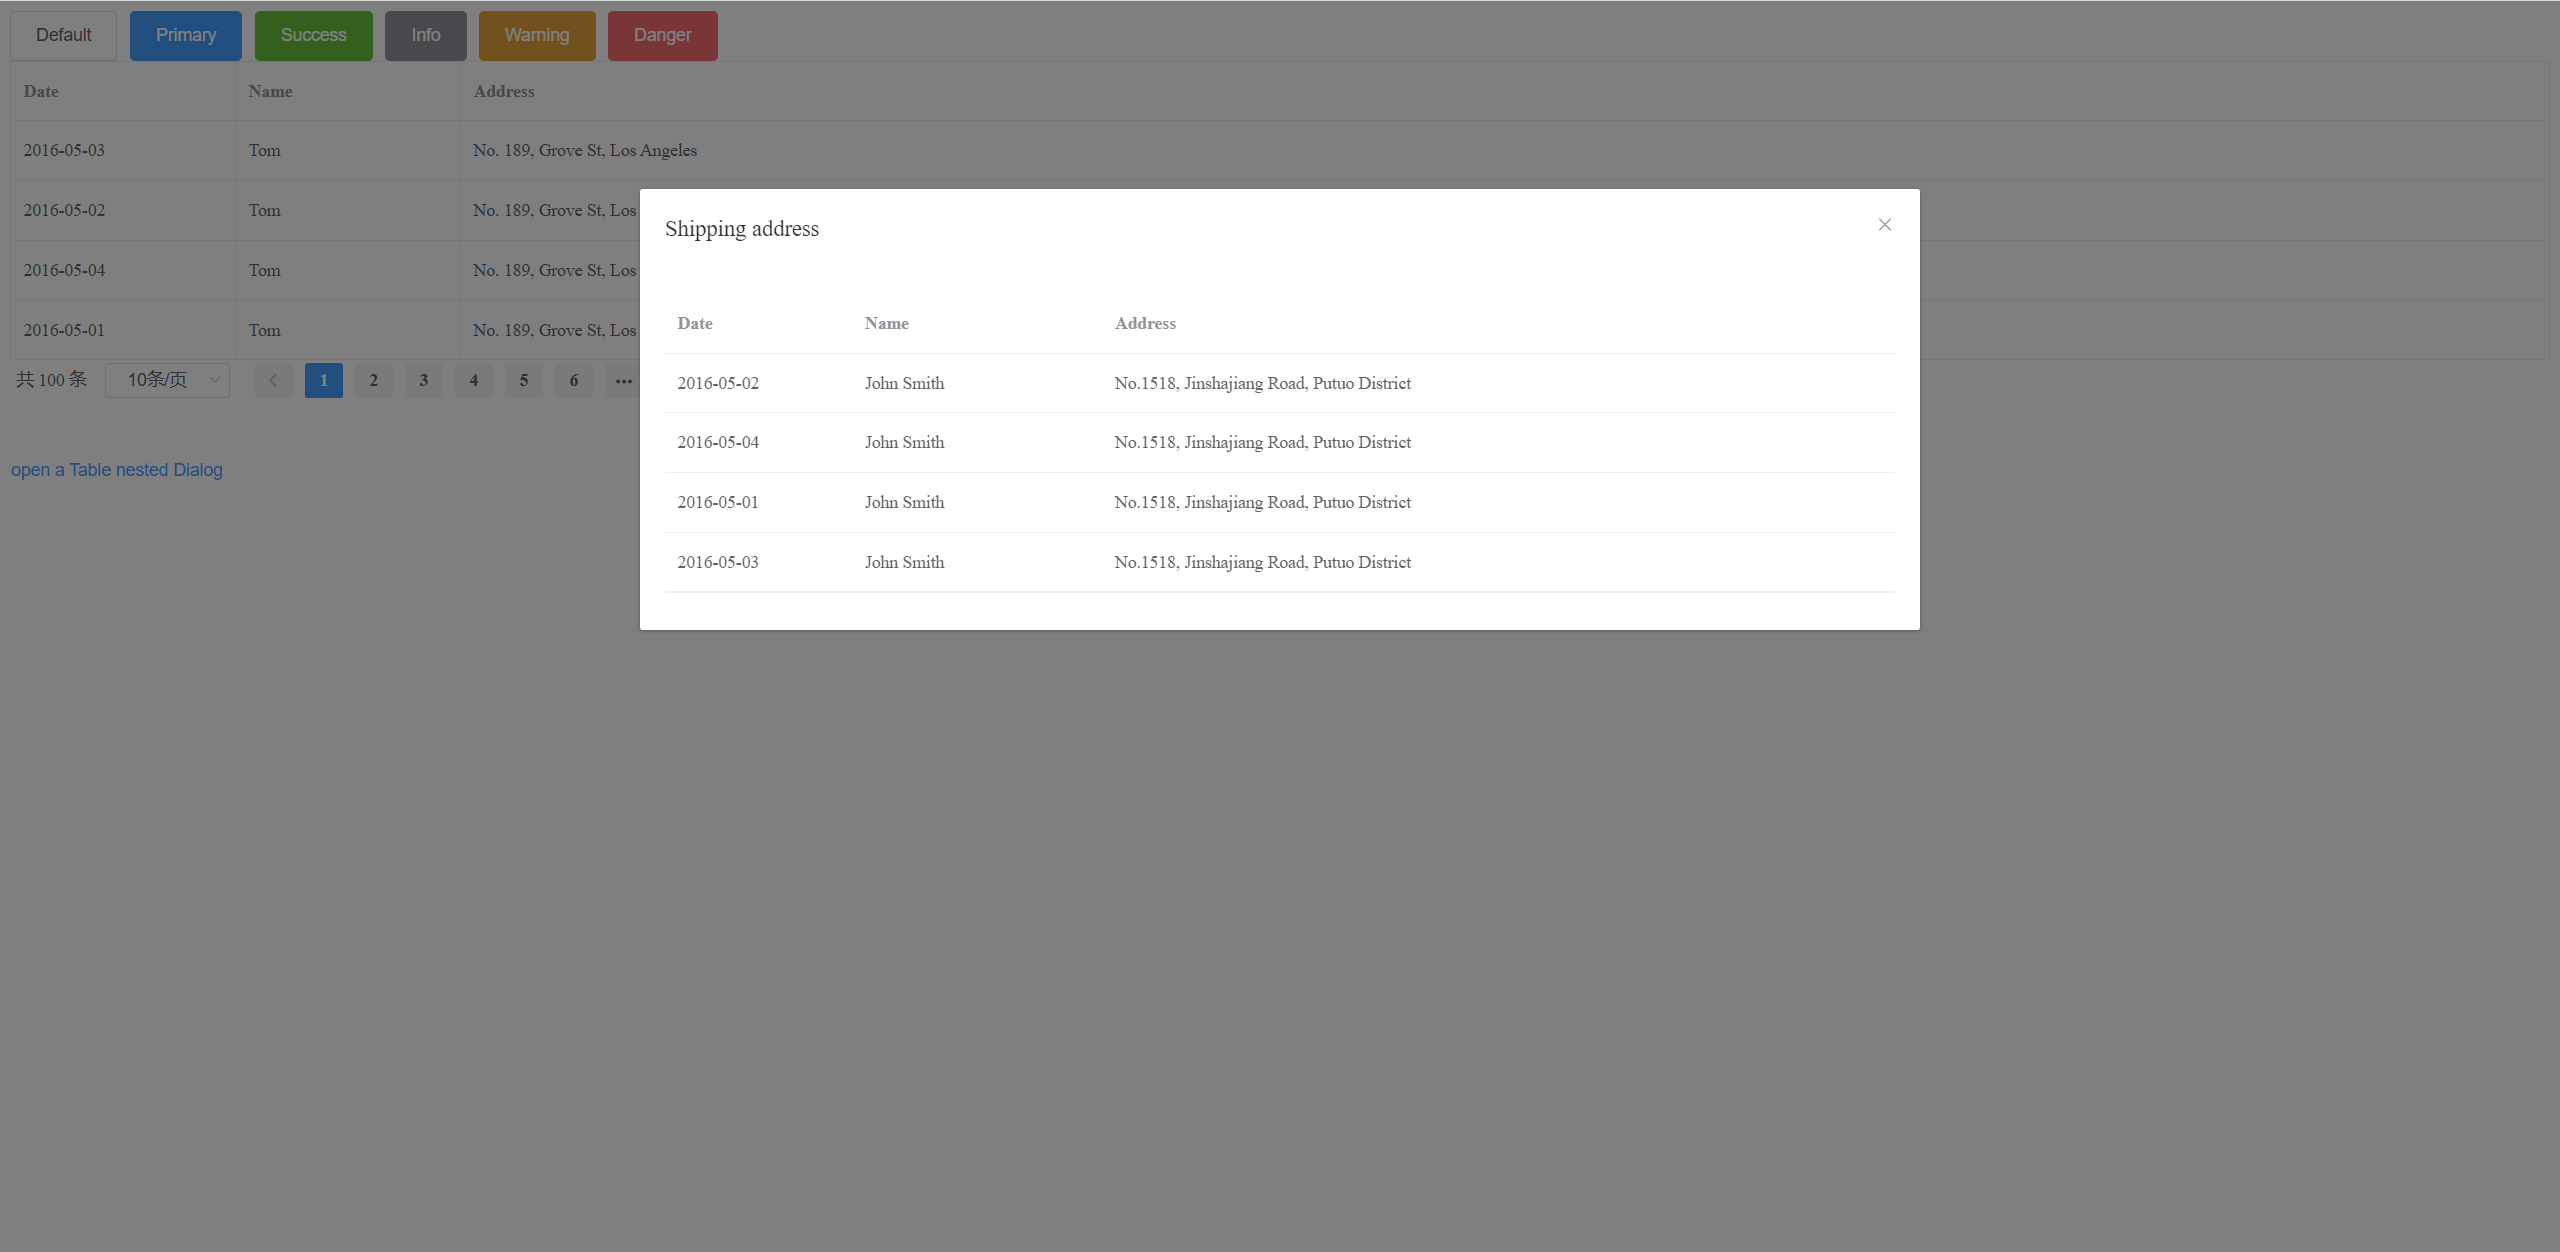 Default Primary Success Info Warning Danger
Date Name Address
2016-05-03 Tom No. 189, Grove St, Los Angeles
2016-05-02 Tom No. 189, Grove St, Los
2016-05-04 Tom No. 189, Grove St, Los
2016-05-01 Tom No. 189, Grove St, Los
共 100 条 10条/页 1 2 3 4 5 6 •••
open a Table nested Dialog
Shipping address
Date Name Address
2016-05-02 John Smith No.1518, Jinshajiang Road, Putuo District
2016-05-04 John Smith No.1518, Jinshajiang Road, Putuo District
2016-05-01 John Smith No.1518, Jinshajiang Road, Putuo District
2016-05-03 John Smith No.1518, Jinshajiang Road, Putuo District